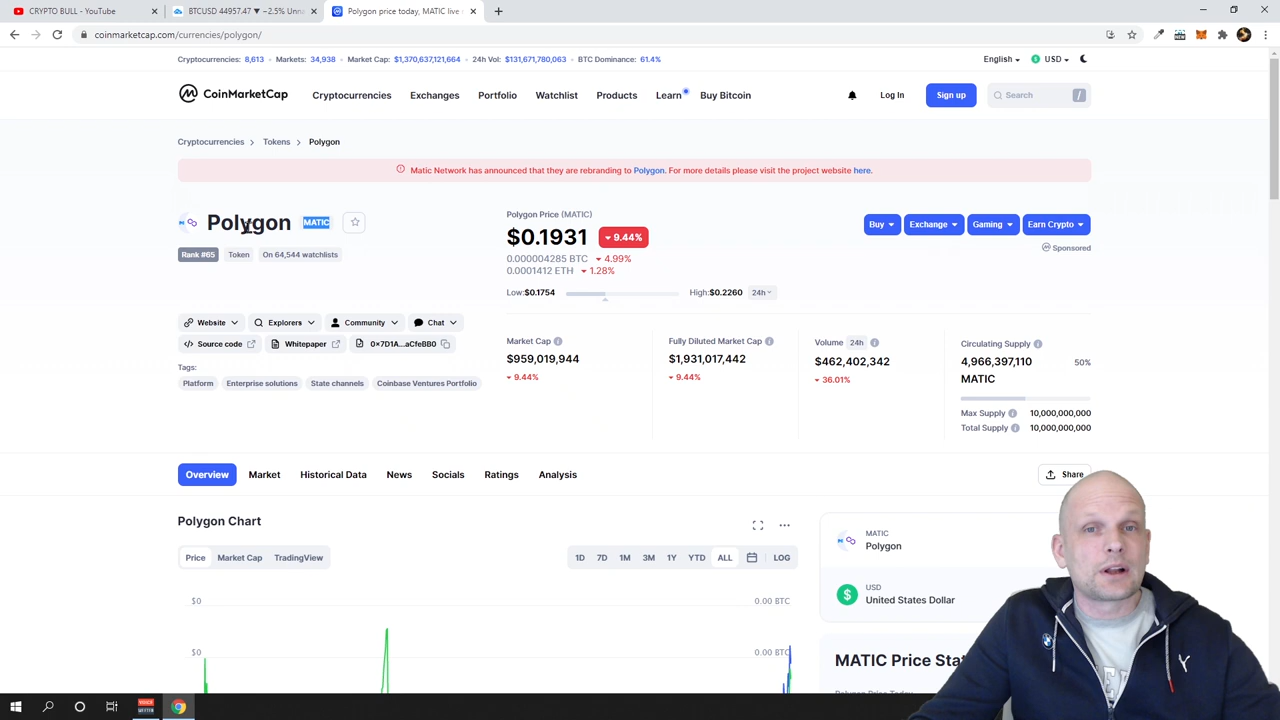 CRYPTO BULL - YouTube
BTCUSD 44957.47 ▼ −2.5% Unna
Polygon price today, MATIC live
coinmarketcap.com/currencies/polygon/
Cryptocurrencies: 8,613 Markets: 34,938 Market Cap: $1,370,637,121,664 24h Vol: $131,671,780,063 BTC Dominance: 61.4%
English USD
CoinMarketCap Cryptocurrencies Exchanges Portfolio Watchlist Products Learn Buy Bitcoin Log In Sign up Search /
Cryptocurrencies > Tokens > Polygon
Matic Network has announced that they are rebranding to Polygon. For more details please visit the project website here.
Polygon MATIC
Rank #65 Token On 64,544 watchlists
Polygon Price (MATIC)
$0.1931 9.44%
0.000004285 BTC 4.99%
0.0001412 ETH 1.28%
Low:$0.1754 High:$0.2260 24h
Buy Exchange Gaming Earn Crypto
Sponsored
Website Explorers Community Chat
Source code Whitepaper 0X7D1A...aCfeBB0
Tags:
Platform Enterprise solutions State channels Coinbase Ventures Portfolio
Market Cap
$959,019,944
9.44%
Fully Diluted Market Cap
$1,931,017,442
9.44%
Volume 24h
$462,402,342
36.01%
Circulating Supply
4,966,397,110 50%
MATIC
Max Supply 10,000,000,000
Total Supply 10,000,000,000
Overview Market Historical Data News Socials Ratings Analysis Share
Polygon Chart
Price Market Cap TradingView
1D 7D 1M 3M 1Y YTD ALL LOG
$0 0.00 BTC
$0 0.00 BTC
MATIC
Polygon
USD
United States Dollar
MATIC Price Sta
Polygon Price Today